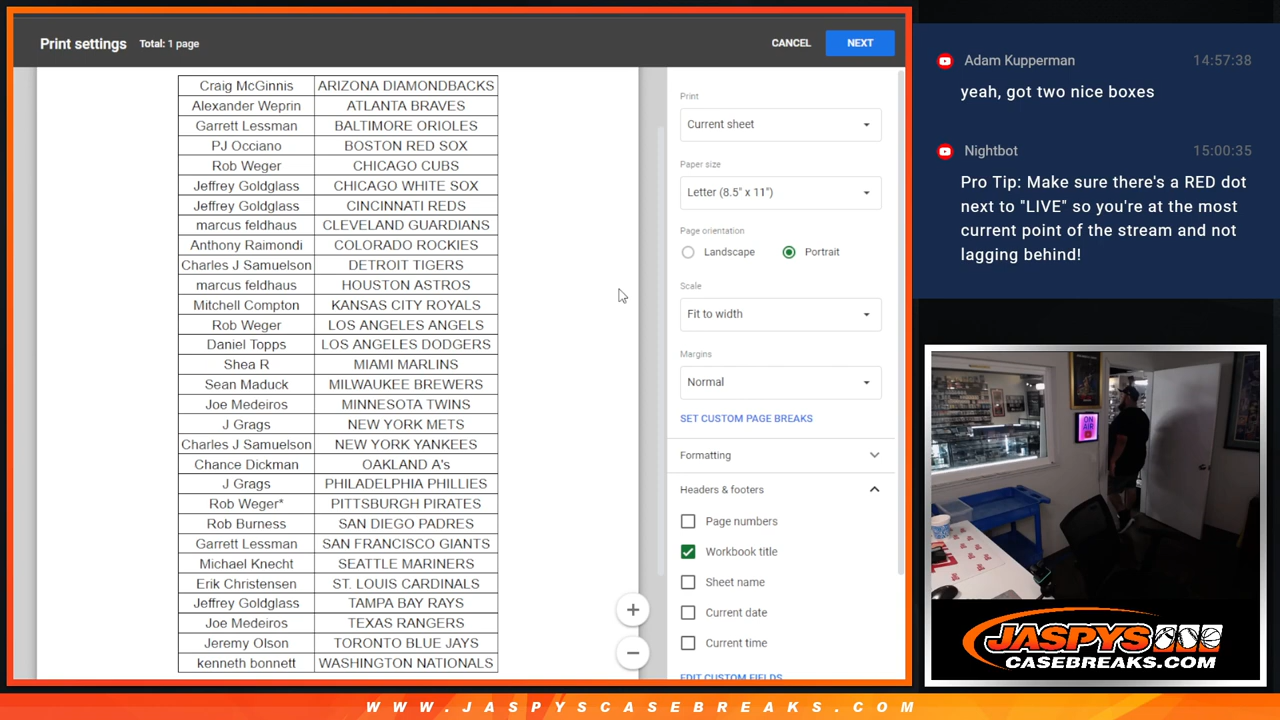 Print settings
Total: 1 page
CANCEL
NEXT
Craig McGinnis ARIZONA DIAMONDBACKS
Alexander Weprin ATLANTA BRAVES
Garrett Lessman BALTIMORE ORIOLES
PJ Occiano BOSTON RED SOX
Rob Weger CHICAGO CUBS
Jeffrey Goldglass CHICAGO WHITE SOX
Jeffrey Goldglass CINCINNATI REDS
marcus feldhaus CLEVELAND GUARDIANS
Anthony Raimondi COLORADO ROCKIES
Charles J Samuelson DETROIT TIGERS
marcus feldhaus HOUSTON ASTROS
Mitchell Compton KANSAS CITY ROYALS
Rob Weger LOS ANGELES ANGELS
Daniel Topps LOS ANGELES DODGERS
Shea R MIAMI MARLINS
Sean Maduck MILWAUKEE BREWERS
Joe Medeiros MINNESOTA TWINS
J Grags NEW YORK METS
Charles J Samuelson NEW YORK YANKEES
Chance Dickman OAKLAND A's
J Grags PHILADELPHIA PHILLIES
Rob Weger* PITTSBURGH PIRATES
Rob Burness SAN DIEGO PADRES
Garrett Lessman SAN FRANCISCO GIANTS
Michael Knecht SEATTLE MARINERS
Erik Christensen ST. LOUIS CARDINALS
Jeffrey Goldglass TAMPA BAY RAYS
Joe Medeiros TEXAS RANGERS
Jeremy Olson TORONTO BLUE JAYS
kenneth bonnett WASHINGTON NATIONALS
Print
Current sheet
Paper size
Letter (8.5" x 11")
Page orientation
Landscape
Portrait
Scale
Fit to width
Margins
Normal
SET CUSTOM PAGE BREAKS
Formatting
Headers & footers
Page numbers
Workbook title
Sheet name
Current date
Current time
EDIT CUSTOM FIELDS
Adam Kupperman 14:57:38
yeah, got two nice boxes
Nightbot 15:00:35
Pro Tip: Make sure there's a RED dot
next to "LIVE" so you're at the most
current point of the stream and not
lagging behind!
ON
AIR
JASPYS
CASEBREAKS.COM
WWW.JASPYSCASEBREAKS.COM